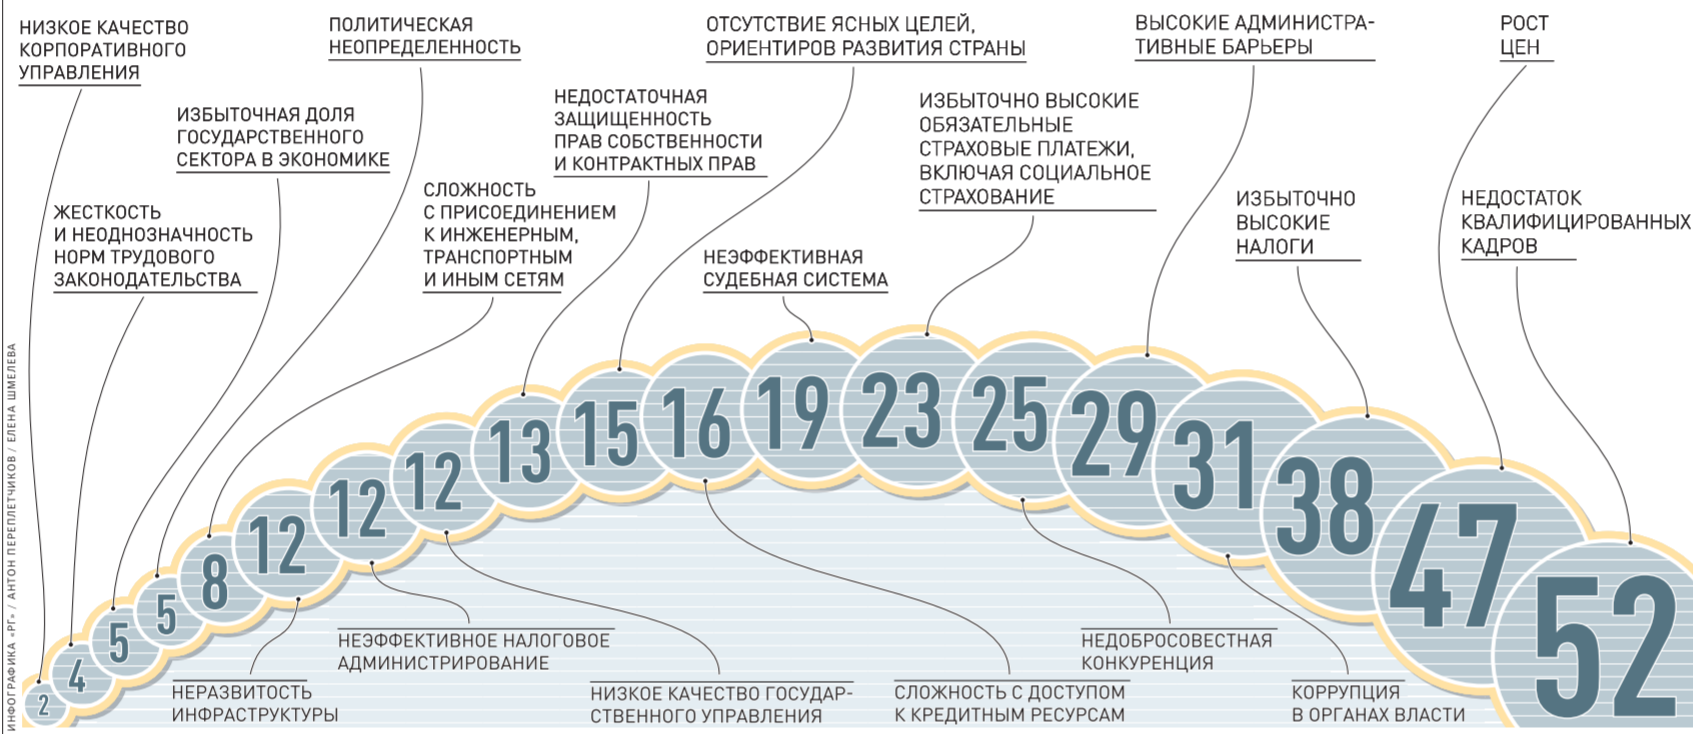 НИЗКОЕ КАЧЕСТВО
КОРПОРАТИВНОГО
УПРАВЛЕНИЯ
ПОЛИТИЧЕСКАЯ
НЕОПРЕДЕЛЕННОСТЬ
ОТСУТСТВИЕ ЯСНЫХ ЦЕЛЕЙ,
ОРИЕНТИРОВ РАЗВИТИЯ СТРАНЫ
ВЫСОКИЕ АДМИНИСТРА-
ТИВНЫЕ БАРЬЕРЫ
РОСТ
ЦЕН
ИЗБЫТОЧНАЯ ДОЛЯ
ГОСУДАРСТВЕННОГО
СЕКТОРА В ЭКОНОМИКЕ
НЕДОСТАТОЧНАЯ
ЗАЩИЩЕННОСТЬ
ПРАВ СОБСТВЕННОСТИ
И КОНТРАКТНЫХ ПРАВ
ИЗБЫТОЧНО ВЫСОКИЕ
ОБЯЗАТЕЛЬНЫЕ
СТРАХОВЫЕ ПЛАТЕЖИ,
ВКЛЮЧАЯ СОЦИАЛЬНОЕ
СТРАХОВАНИЕ
ЖЕСТКОСТЬ
И НЕОДНОЗНАЧНОСТЬ
НОРМ ТРУДОВОГО
ЗАКОНОДАТЕЛЬСТВА
СЛОЖНОСТЬ
С ПРИСОЕДИНЕНИЕМ
К ИНЖЕНЕРНЫМ,
ТРАНСПОРТНЫМ
И ИНЫМ СЕТЯМ
НЕЭФФЕКТИВНАЯ
СУДЕБНАЯ СИСТЕМА
ИЗБЫТОЧНО
ВЫСОКИЕ
НАЛОГИ
НЕДОСТАТОК
КВАЛИФИЦИРОВАННЫХ
КАДРОВ
2
4
5
5
8
12
12
12
13
15
16
19
23
25
29
31
38
47
52
НЕРАЗВИТОСТЬ
ИНФРАСТРУКТУРЫ
НЕЭФФЕКТИВНОЕ НАЛОГОВОЕ
АДМИНИСТРИРОВАНИЕ
НИЗКОЕ КАЧЕСТВО ГОСУДАР-
СТВЕННОГО УПРАВЛЕНИЯ
СЛОЖНОСТЬ С ДОСТУПОМ
К КРЕДИТНЫМ РЕСУРСАМ
НЕДОБРОСОВЕСТНАЯ
КОНКУРЕНЦИЯ
КОРРУПЦИЯ
В ОРГАНАХ ВЛАСТИ
ИНФОГРАФИКА «РГ» / АНТОН ПЕРЕПЛЕТЧИКОВ / ЕЛЕНА ШМЕЛЕВА